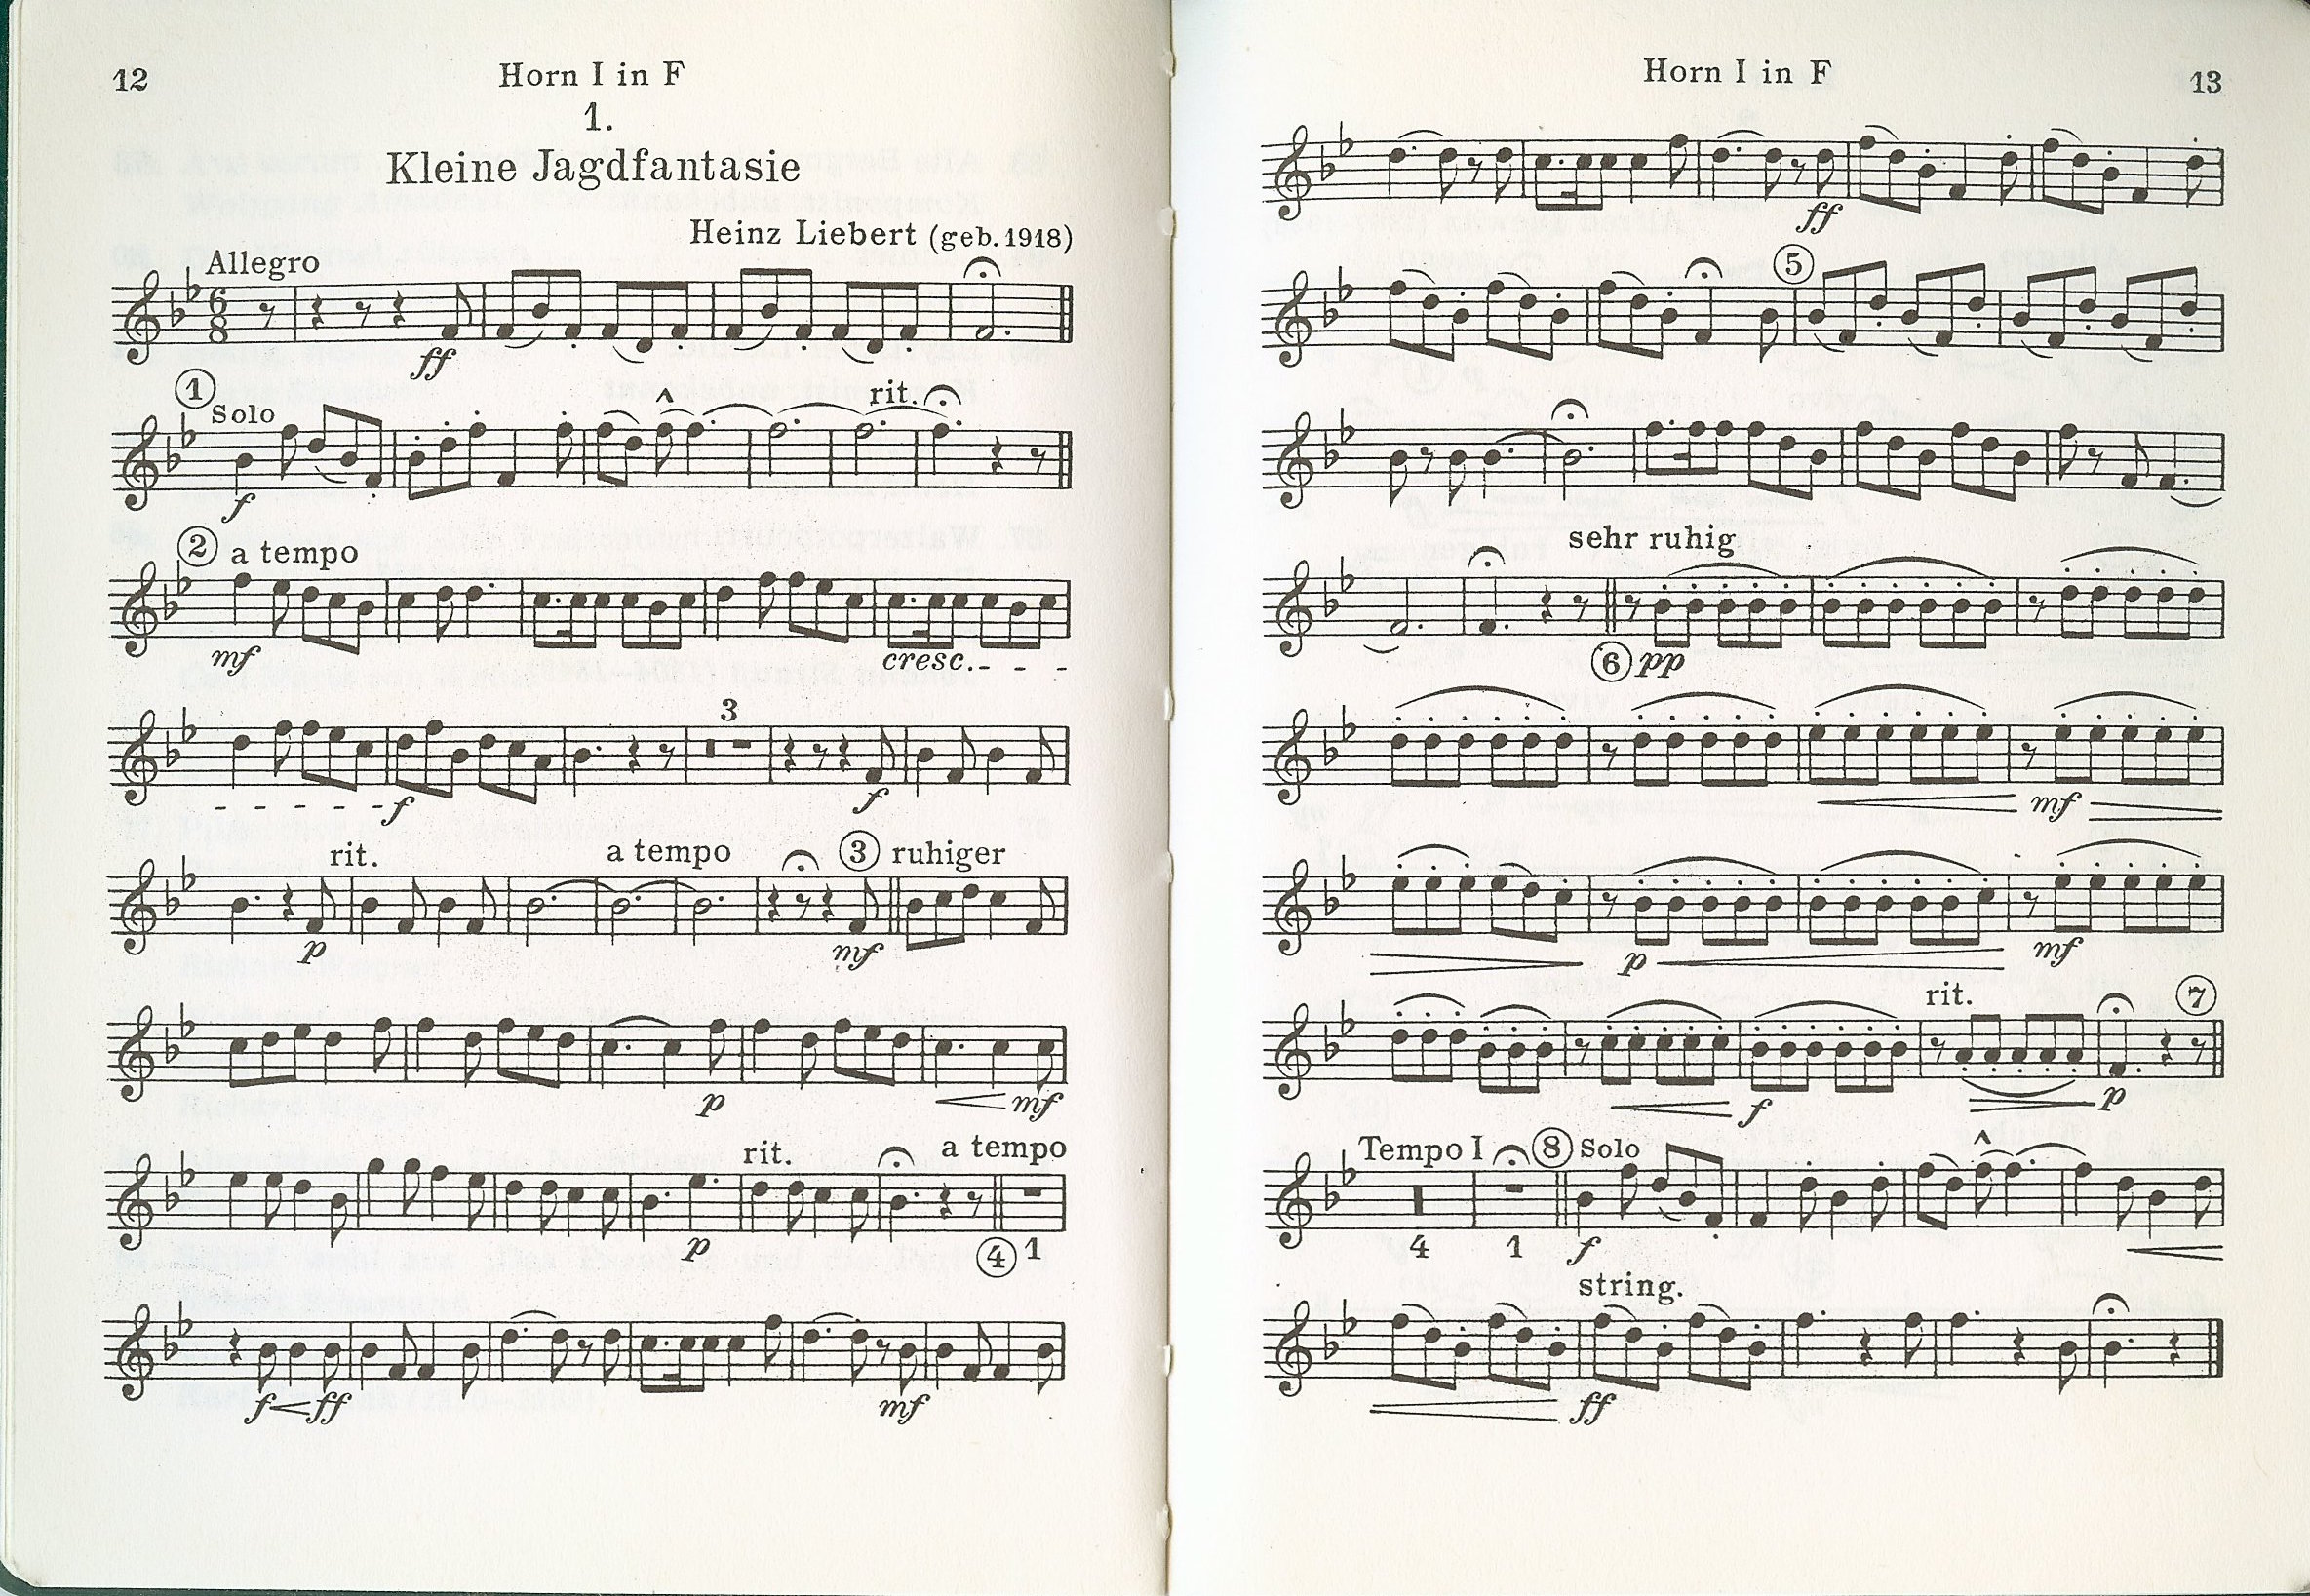 12
Horn I in F
1.
Kleine Jagdfantasie
Heinz Liebert (geb. 1918)
Allegro
6
8
ff
1
Solo
rit.
f
2 a tempo
mf
cresc.- - -
3
- - - - - f
f
rit.
a tempo
3 ruhiger
p
mf
p
mf
rit.
a tempo
p
4 1
f ff
mf
Horn I in F
13
ff
5
sehr ruhig
6 pp
mf
p
mf
rit.
7
f
p
Tempo I
8 Solo
4
1
f
string.
ff